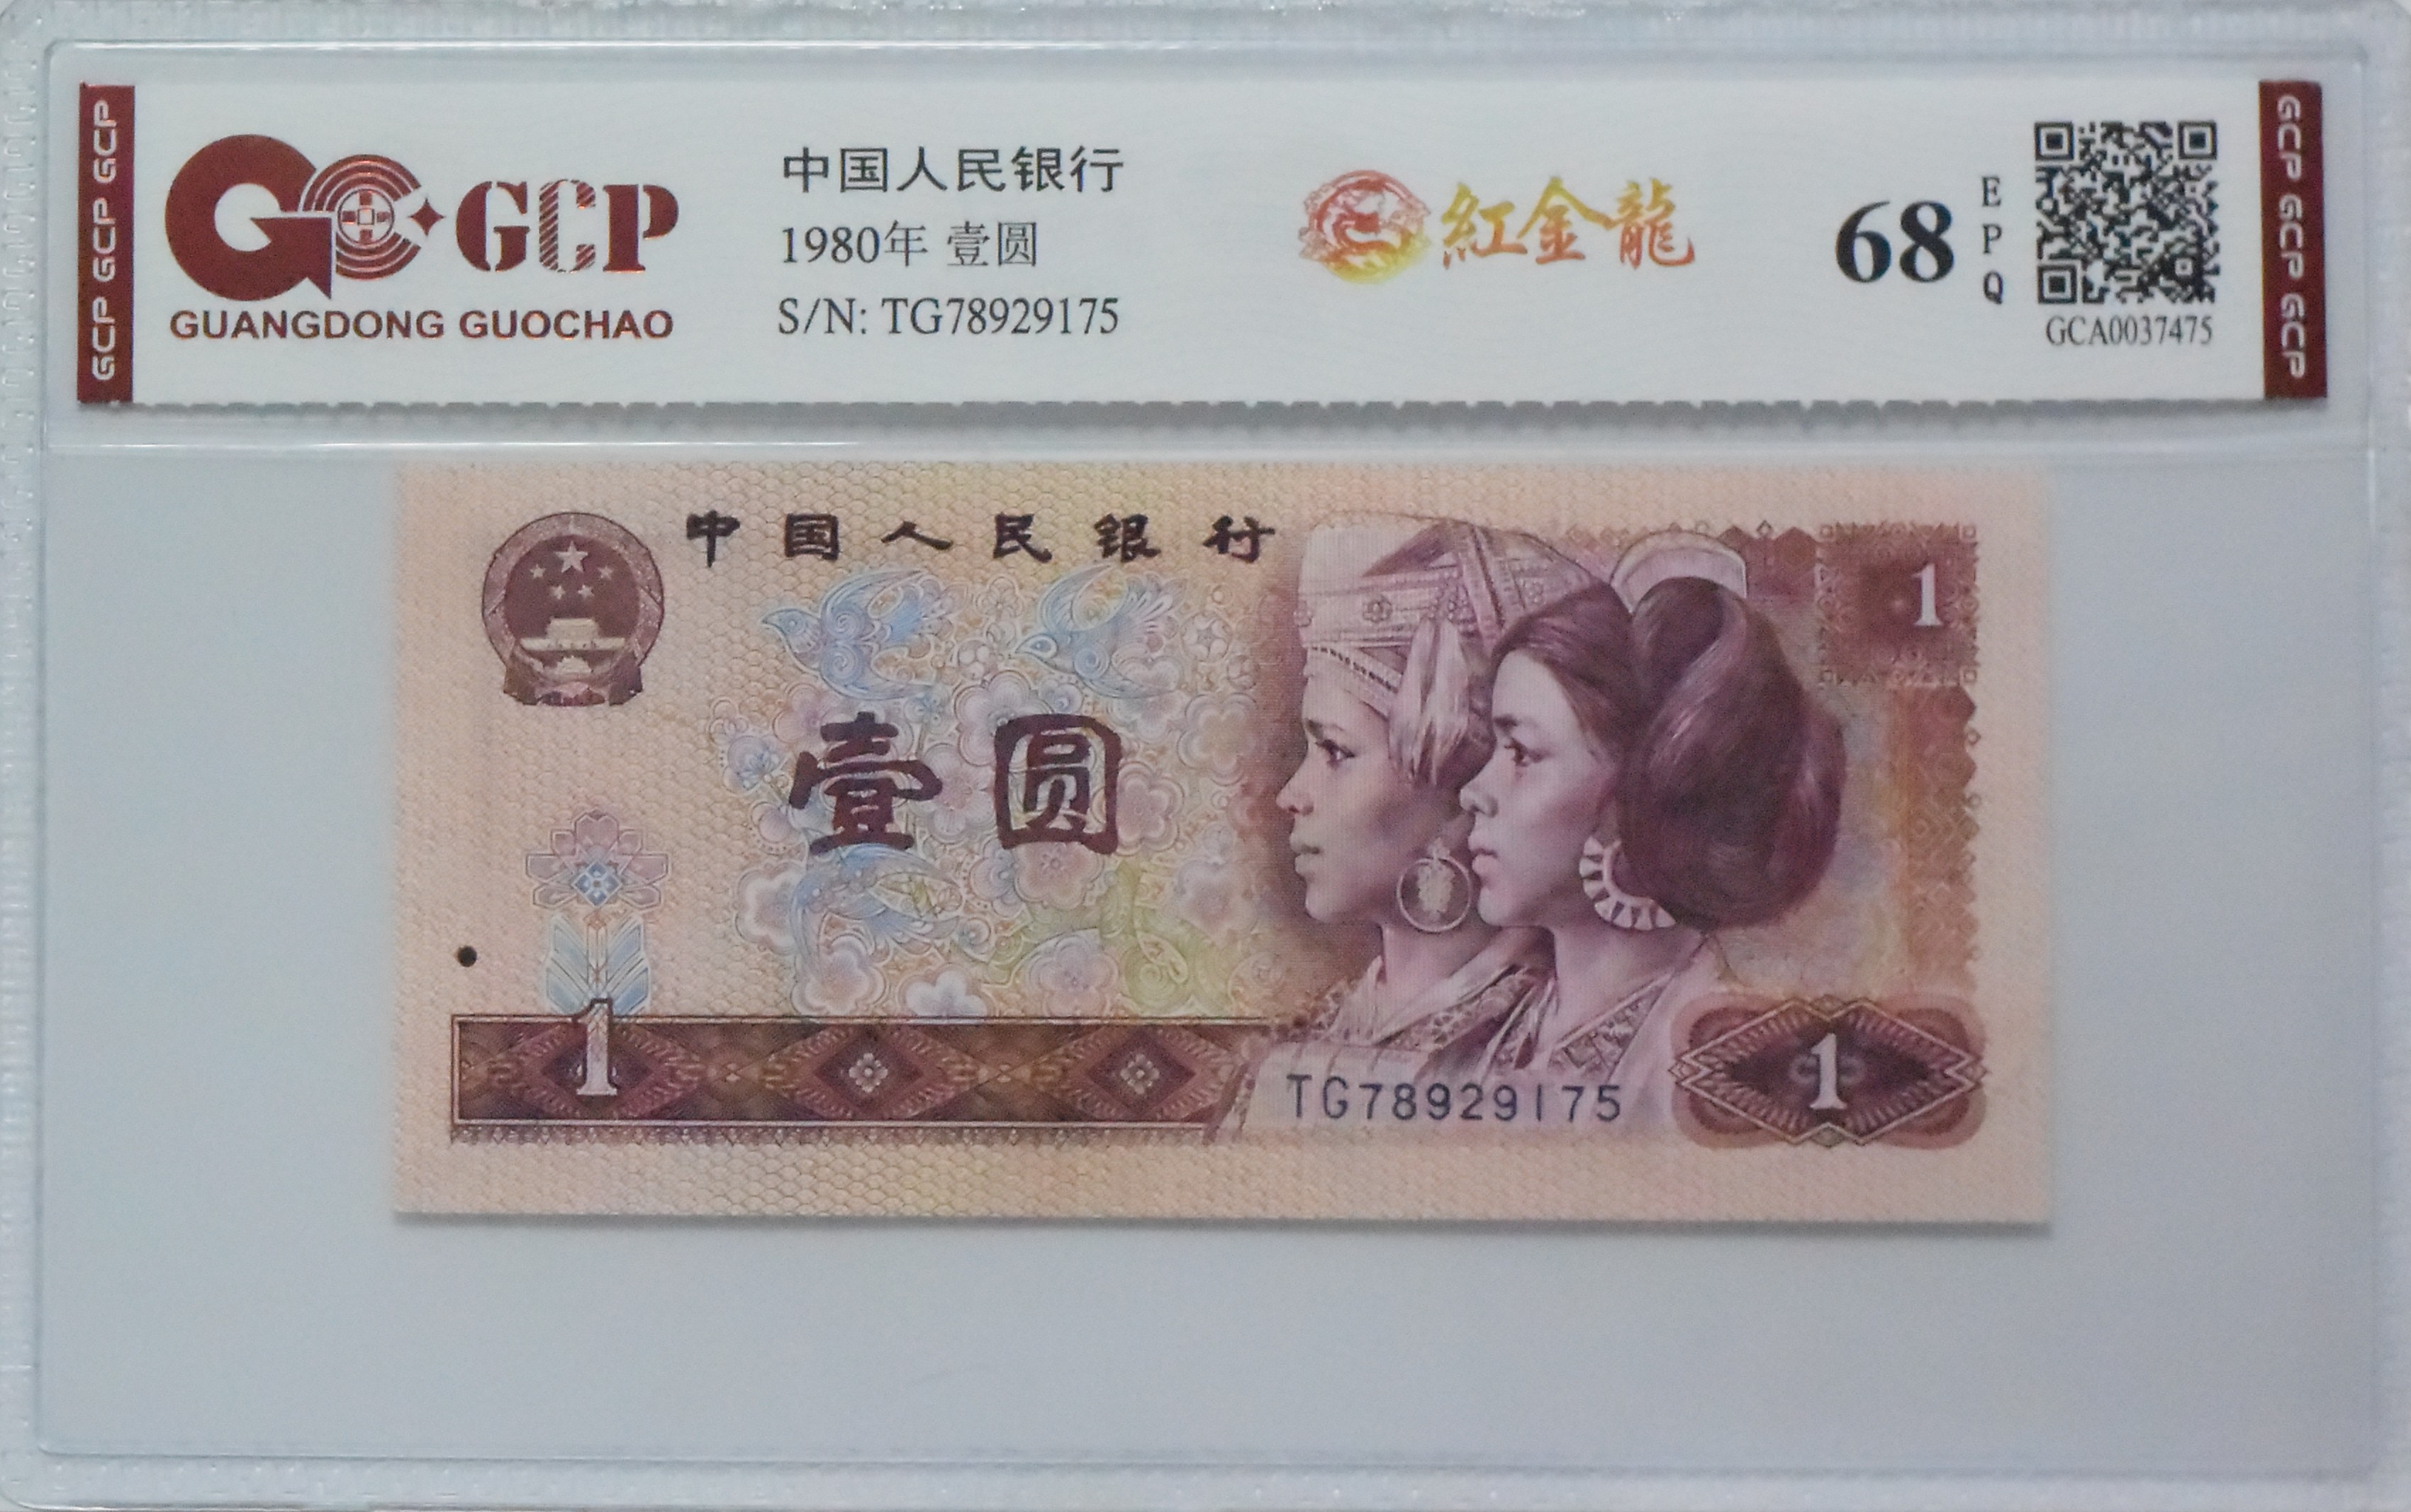 GCP GCP GCP
GCP
GUANGDONG GUOCHAO
中国人民银行
1980年 壹圆
S/N: TG78929175
紅金龍
68
EPQ
GCA0037475
GCP GCP GCP
中国人民银行
1
壹圆
1
TG78929175
1